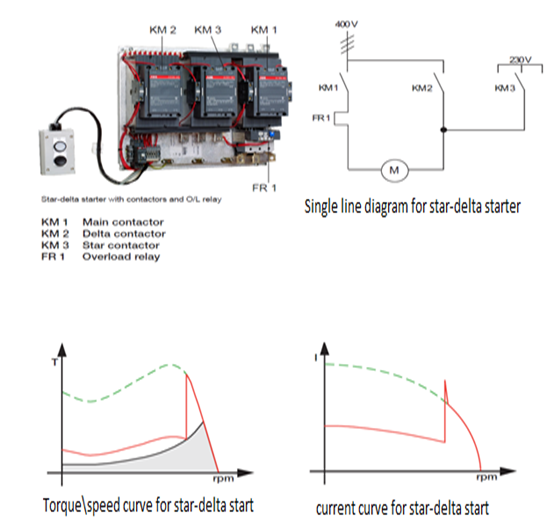 KM 2 KM 3 KM 1
FR 1
Star-delta starter with contactors and O/L relay
KM 1 Main contactor
KM 2 Delta contactor
KM 3 Star contactor
FR 1 Overload relay
400V
230V
KM1 KM2 KM3
FR1
M
Single line diagram for star-delta starter
T
rpm
Torque\speed curve for star-delta start
I
rpm
current curve for star-delta start